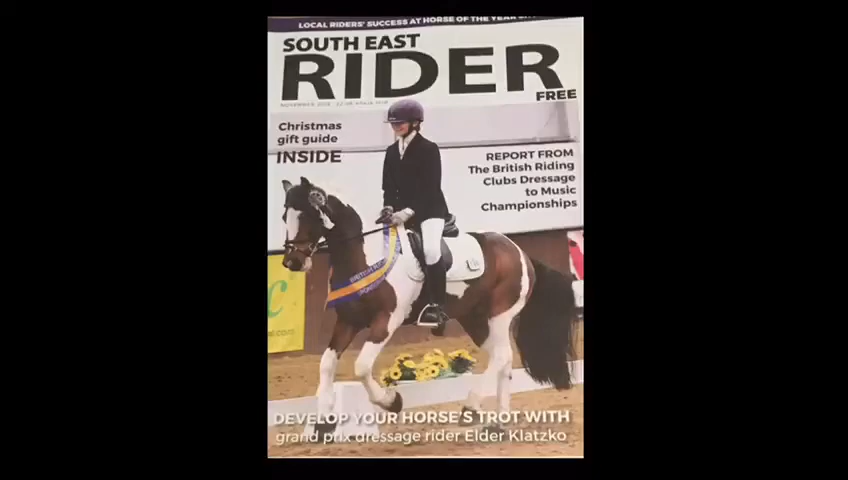 LOCAL RIDERS' SUCCESS AT HORSE OF THE YEAR
SOUTH EAST
RIDER
FREE
NOVEMBER
Christmas
gift guide
INSIDE
REPORT FROM
The British Riding
Clubs Dressage
to Music
Championships
DEVELOP YOUR HORSE'S TROT WITH
grand prix dressage rider Elder Klatzko